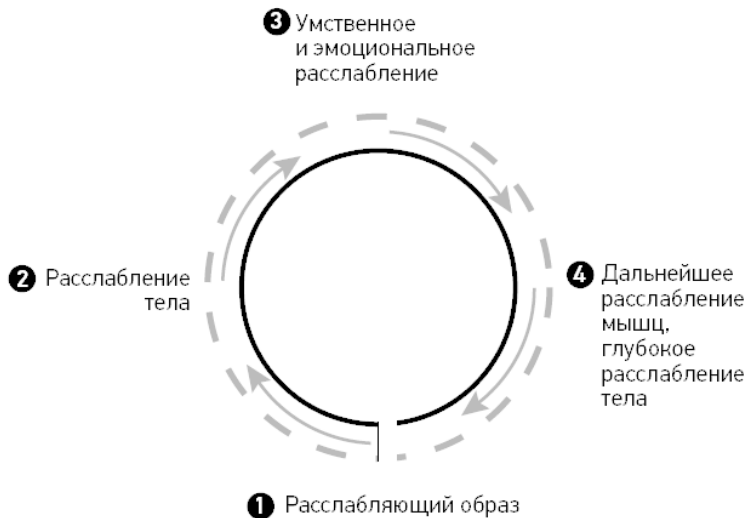 3 Умственное
и эмоциональное
расслабление
2 Расслабление
тела
4 Дальнейшее
расслабление
мышц,
глубокое
расслабление
тела
1 Расслабляющий образ